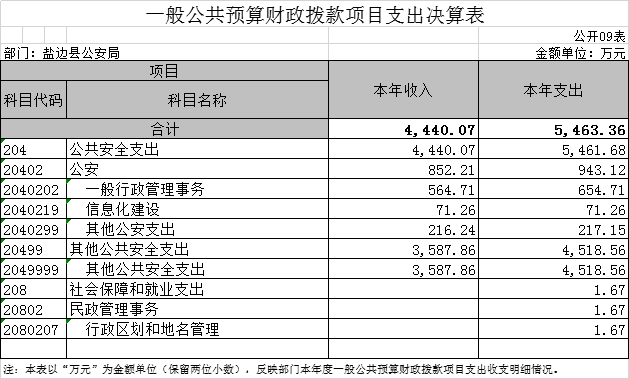 一般公共预算财政拨款项目支出决算表
公开09表
部门：盐边县公安局 金额单位：万元
项目 本年收入 本年支出
科目代码 科目名称
合计 4,440.07 5,463.36
204 公共安全支出 4,440.07 5,461.68
20402 公安 852.21 943.12
2040202 一般行政管理事务 564.71 654.71
2040219 信息化建设 71.26 71.26
2040299 其他公安支出 216.24 217.15
20499 其他公共安全支出 3,587.86 4,518.56
2049999 其他公共安全支出 3,587.86 4,518.56
208 社会保障和就业支出 1.67
20802 民政管理事务 1.67
2080207 行政区划和地名管理 1.67
注：本表以“万元”为金额单位（保留两位小数），反映部门本年度一般公共预算财政拨款项目支出收支明细情况。